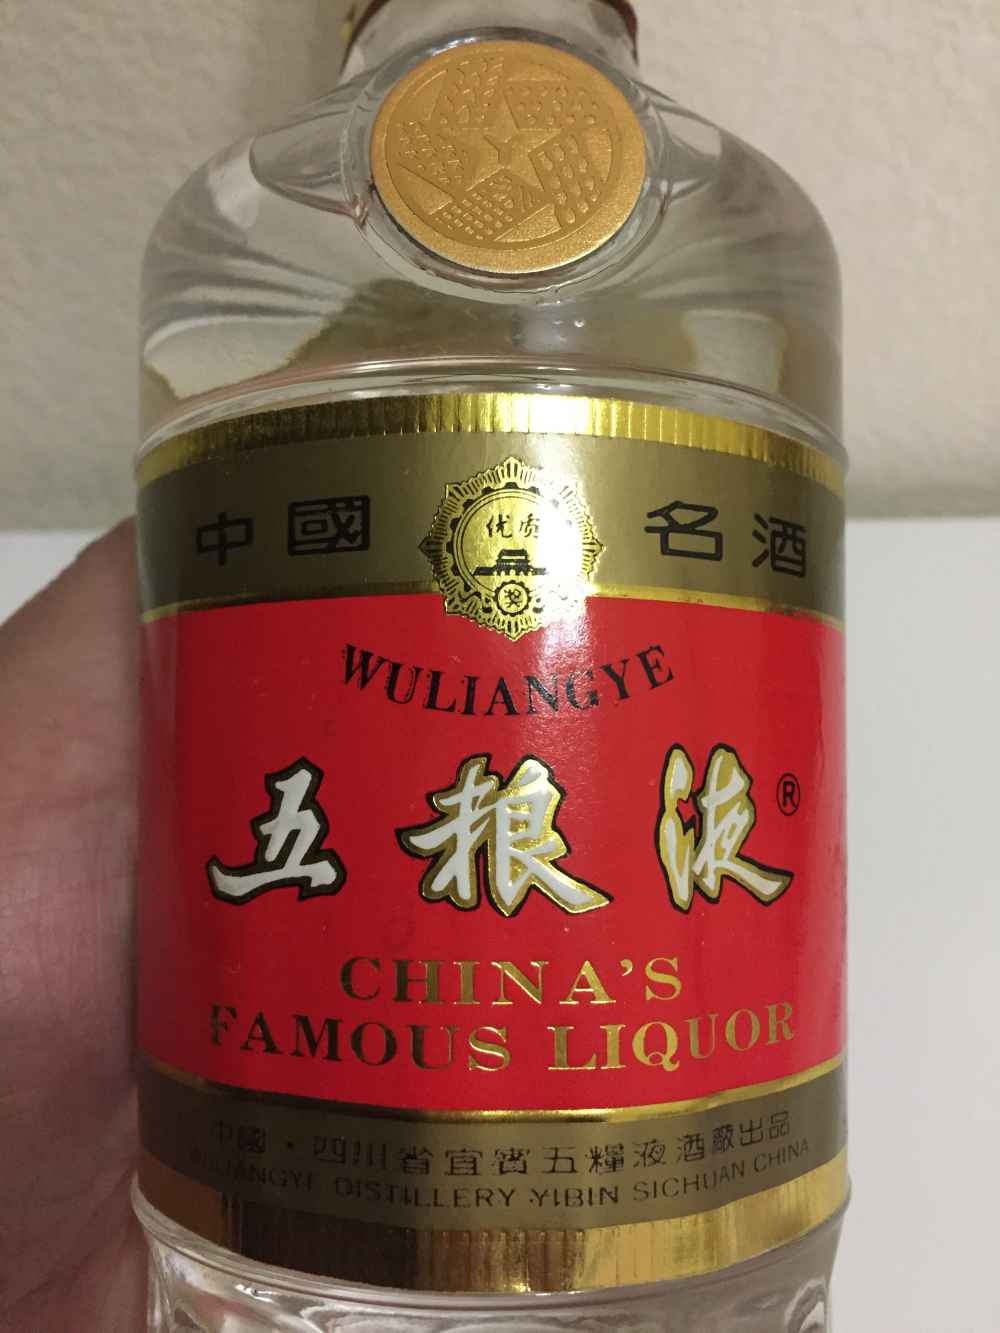 中國 名酒
优质
奖
WULIANGYE
五粮液®
CHINA'S
FAMOUS LIQUOR
中國·四川省宜賓五糧液酒廠出品
WULIANGYE DISTILLERY YIBIN SICHUAN CHINA